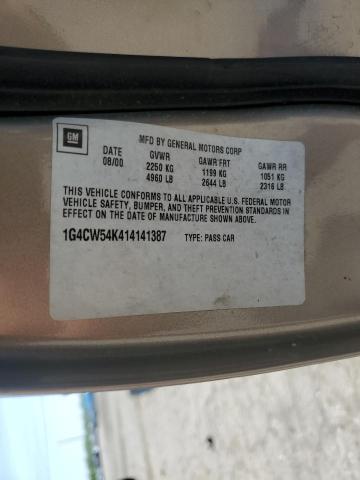 GM
MFD BY GENERAL MOTORS CORP
DATE GVWR GAWR FRT GAWR RR
08/00 2250 KG 1199 KG 1051 KG
4960 LB 2644 LB 2316 LB
THIS VEHICLE CONFORMS TO ALL APPLICABLE U.S. FEDERAL MOTOR
VEHICLE SAFETY, BUMPER, AND THEFT PREVENTION STANDARDS IN
EFFECT ON THE DATE OF MANUFACTURE SHOWN ABOVE.
1G4CW54K414141387 TYPE: PASS CAR